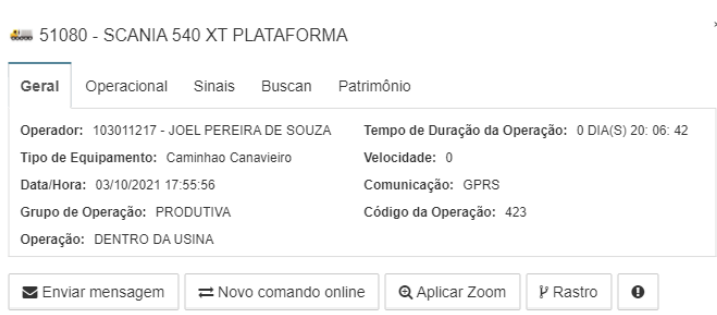 51080 - SCANIA 540 XT PLATAFORMA
Geral Operacional Sinais Buscan Patrimônio
Operador: 103011217 - JOEL PEREIRA DE SOUZA Tempo de Duração da Operação: 0 DIA(S) 20: 06: 42
Tipo de Equipamento: Caminhao Canavieiro Velocidade: 0
Data/Hora: 03/10/2021 17:55:56 Comunicação: GPRS
Grupo de Operação: PRODUTIVA Código da Operação: 423
Operação: DENTRO DA USINA
Enviar mensagem Novo comando online Aplicar Zoom Rastro